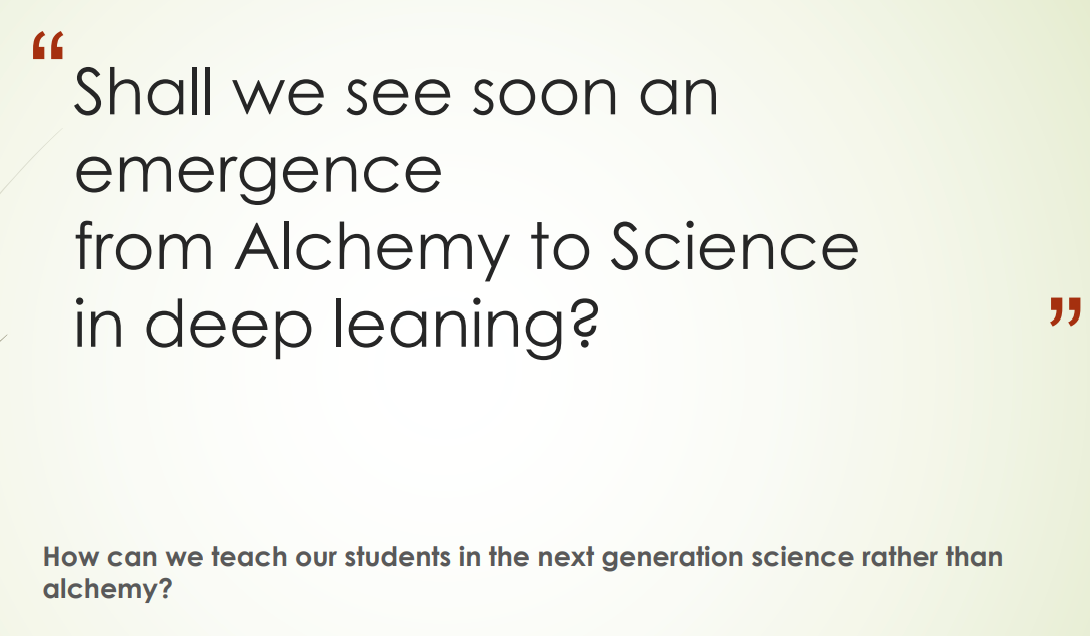 “
Shall we see soon an
emergence
from Alchemy to Science
in deep leaning?
”
How can we teach our students in the next generation science rather than
alchemy?